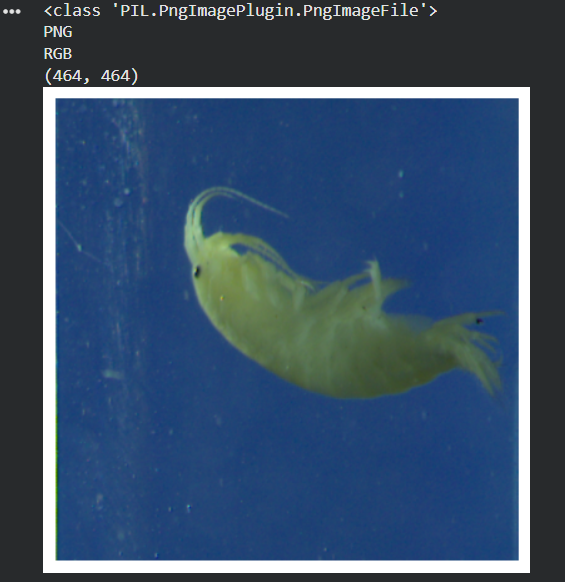 <class 'PIL.PngImagePlugin.PngImageFile'>
PNG
RGB
(464, 464)